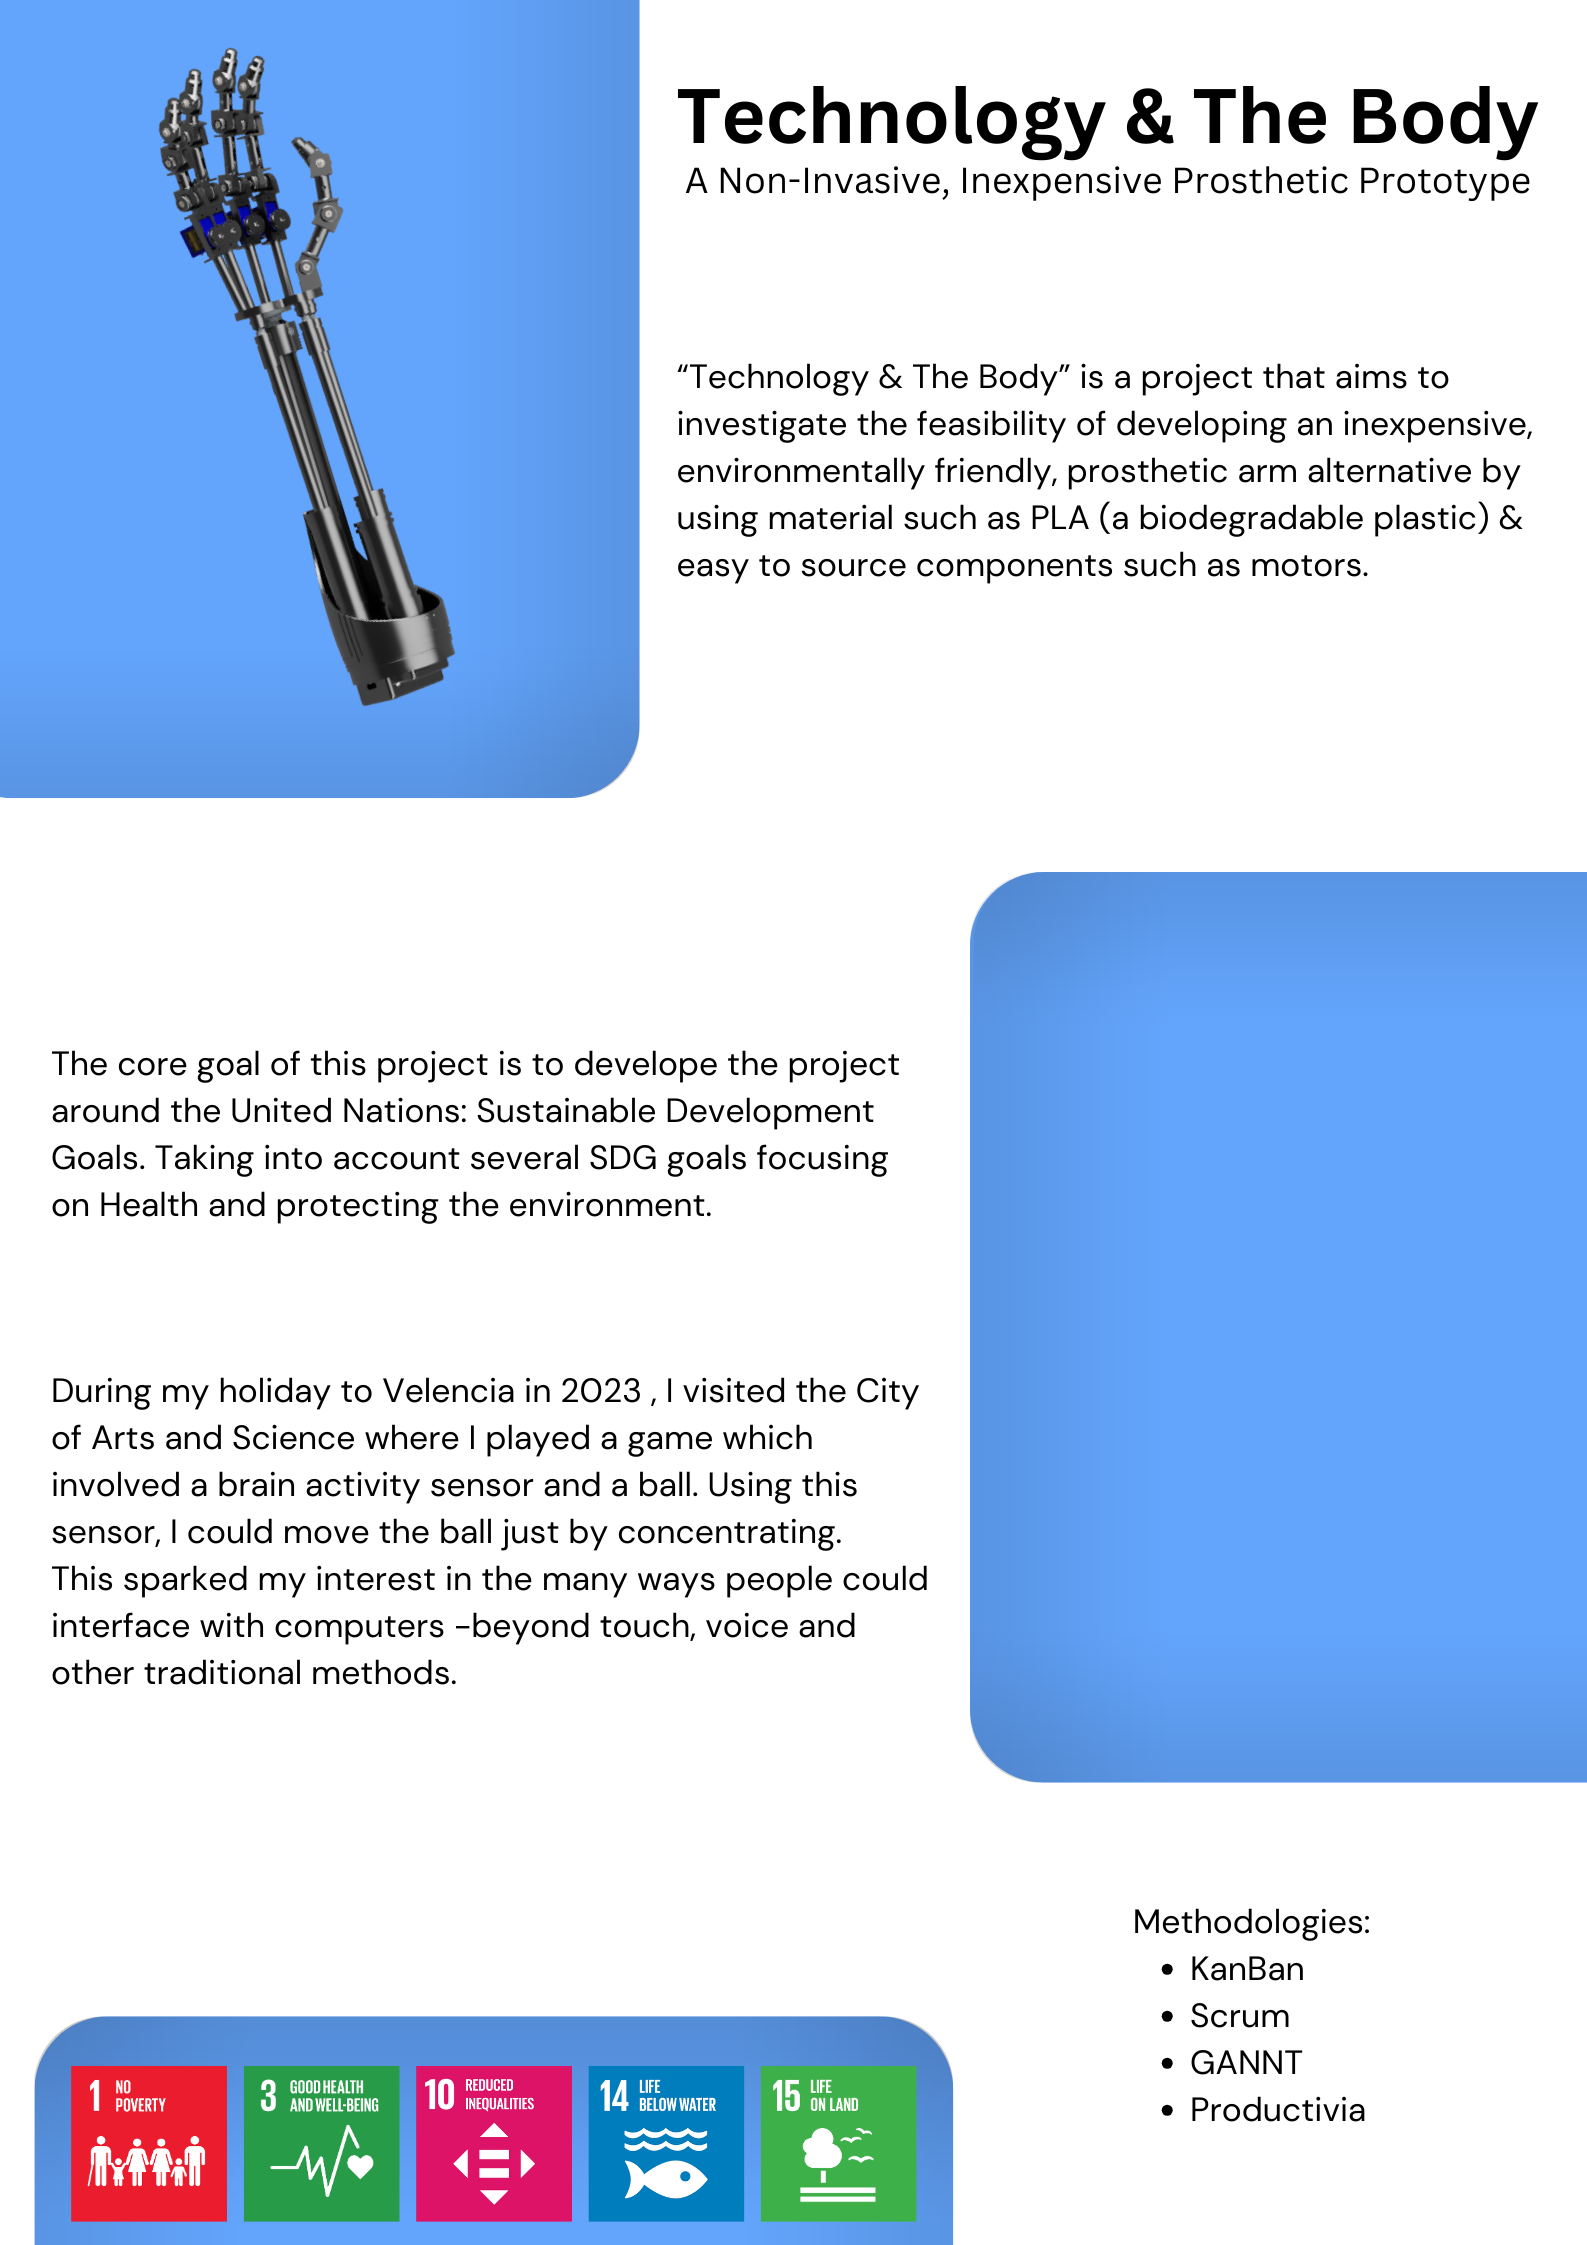 Technology & The Body
A Non-Invasive, Inexpensive Prosthetic Prototype
“Technology & The Body” is a project that aims to
investigate the feasibility of developing an inexpensive,
environmentally friendly, prosthetic arm alternative by
using material such as PLA (a biodegradable plastic) &
easy to source components such as motors.
The core goal of this project is to develope the project
around the United Nations: Sustainable Development
Goals. Taking into account several SDG goals focusing
on Health and protecting the environment.
During my holiday to Velencia in 2023 , I visited the City
of Arts and Science where I played a game which
involved a brain activity sensor and a ball. Using this
sensor, I could move the ball just by concentrating.
This sparked my interest in the many ways people could
interface with computers -beyond touch, voice and
other traditional methods.
Methodologies:
• KanBan
• Scrum
• GANNT
• Productivia
1 NO
POVERTY
3 GOOD HEALTH
AND WELL-BEING
10 REDUCED
INEQUALITIES
14 LIFE
BELOW WATER
15 LIFE
ON LAND